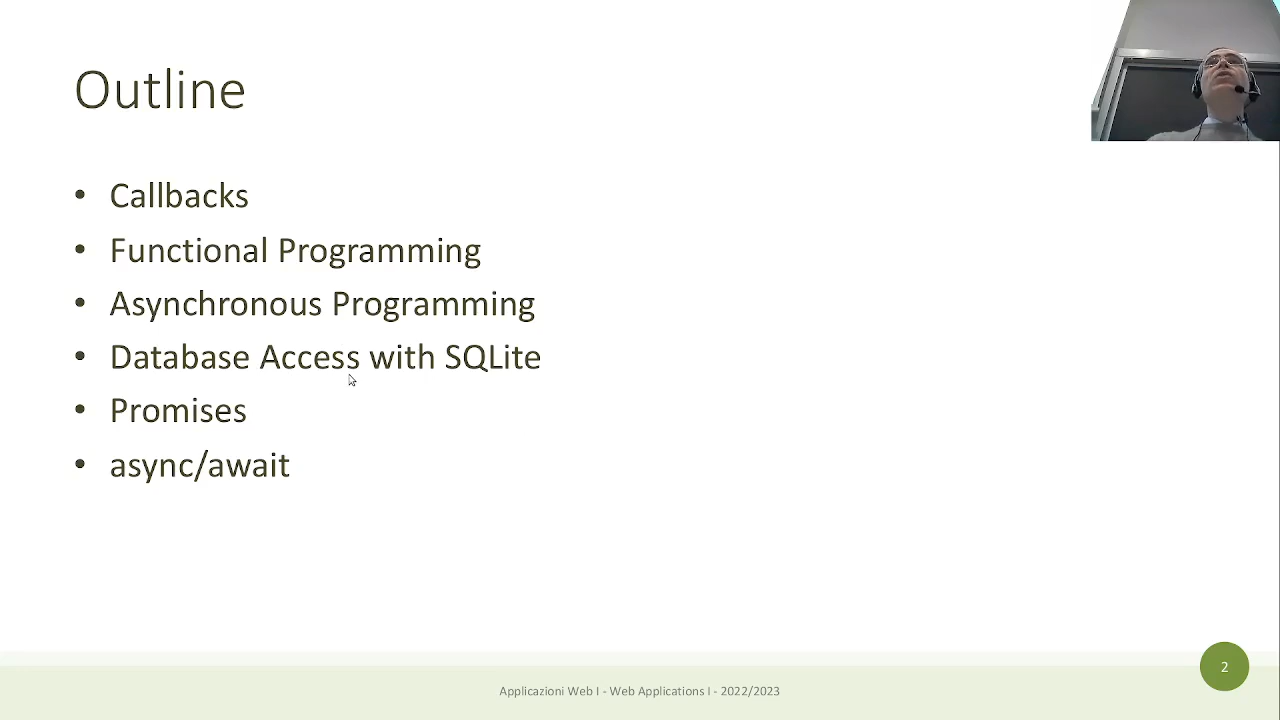 Outline
• Callbacks
• Functional Programming
• Asynchronous Programming
• Database Access with SQLite
• Promises
• async/await
2
Applicazioni Web I - Web Applications I - 2022/2023